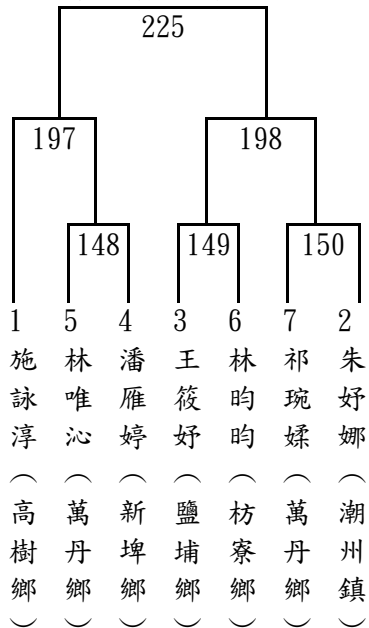 225
197 198
148 149 150
1 5 4 3 6 7 2
施詠淳（高樹鄉）
林唯沁（萬丹鄉）
潘雁婷（新埤鄉）
王筱妤（鹽埔鄉）
林昀昀（枋寮鄉）
祁琬媃（萬丹鄉）
朱妤娜（潮州鎮）